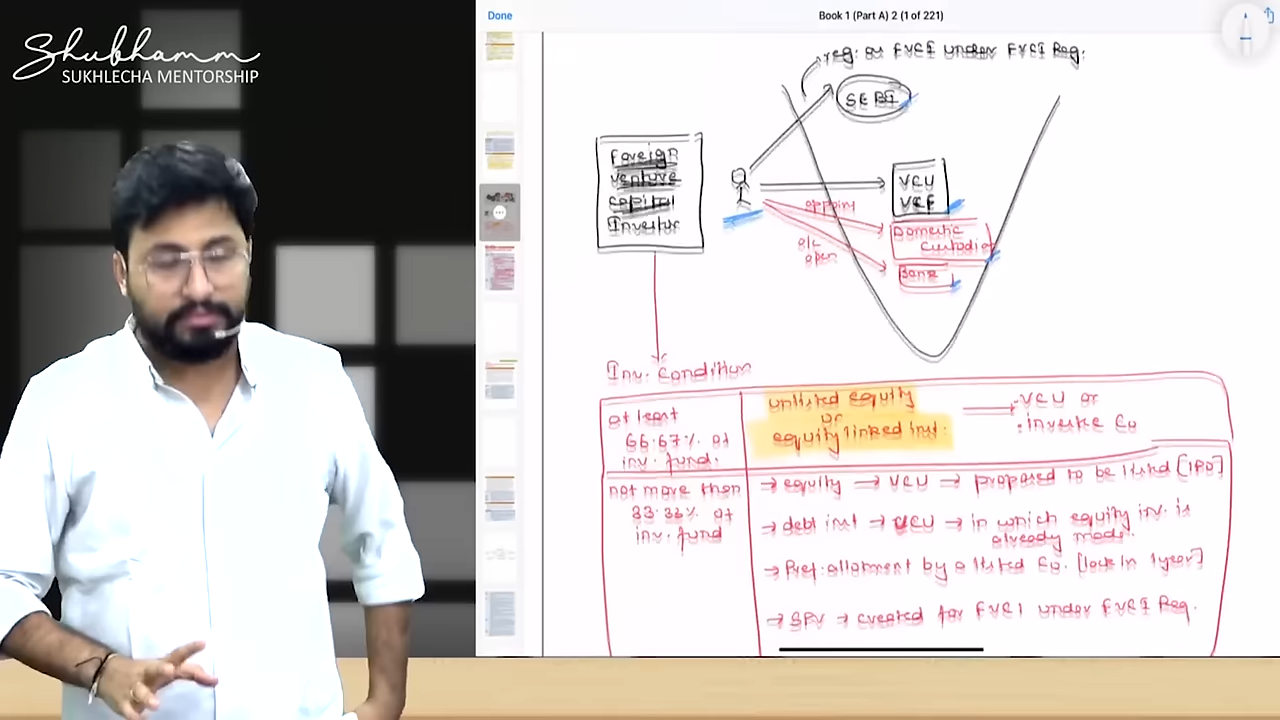 Shubhamm
SUKHLECHA MENTORSHIP
Done
Book 1 (Part A) 2 (1 of 221)
reg. as FVCI under FVCI Reg.
SEBI
Foreign
venture
capital
Investor
VCU
VCF
appoint
Domestic
Custodian
a/c
open
Bank
Inv. condition
at least
66.67% of
inv. fund.
unlisted equity
or
equity linked inst.
VCU or
investee Co
not more than
33.33% of
inv. fund
→ equity → VCU → proposed to be listed [IPO]
→ debt inst → VCU → in which equity inv. is
already made.
→ Pref. allotment by a listed Co. [lock in 1 year]
→ SPV → created for FVCI under FVCI Reg.